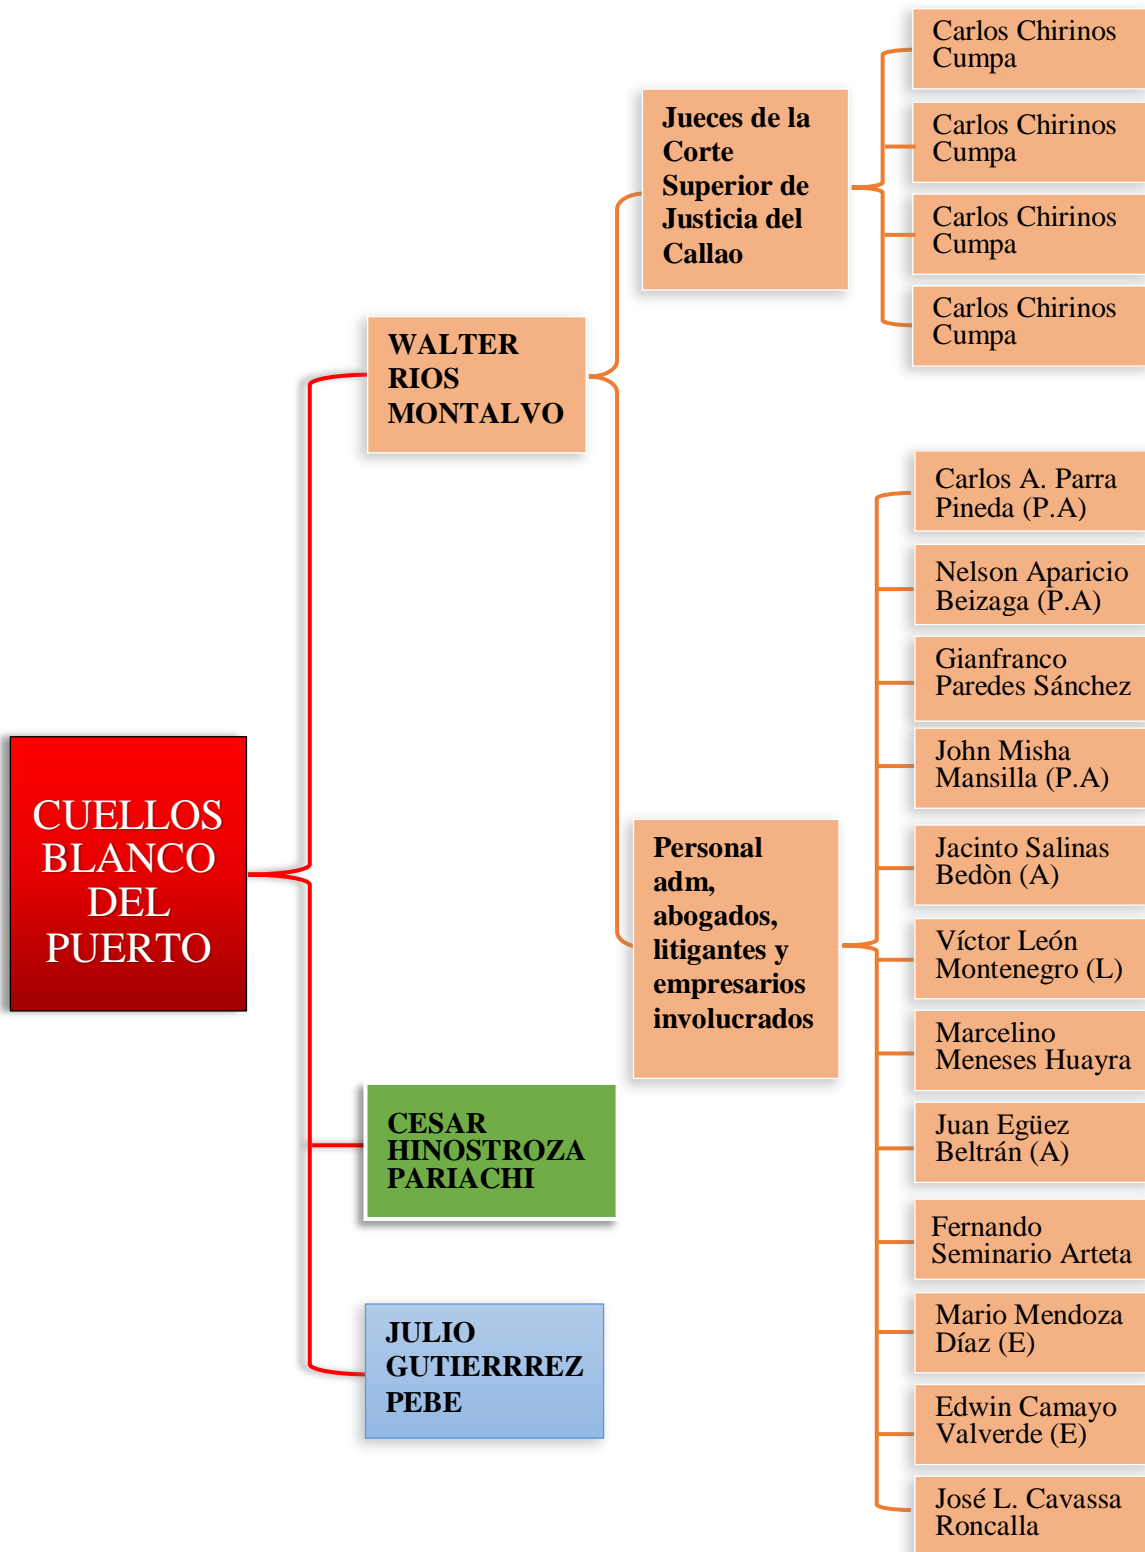 CUELLOS
BLANCO
DEL
PUERTO
WALTER
RIOS
MONTALVO
Jueces de la
Corte
Superior de
Justicia del
Callao
Carlos Chirinos
Cumpa
Carlos Chirinos
Cumpa
Carlos Chirinos
Cumpa
Carlos Chirinos
Cumpa
Personal
adm,
abogados,
litigantes y
empresarios
involucrados
Carlos A. Parra
Pineda (P.A)
Nelson Aparicio
Beizaga (P.A)
Gianfranco
Paredes Sánchez
John Misha
Mansilla (P.A)
Jacinto Salinas
Bedòn (A)
Víctor León
Montenegro (L)
Marcelino
Meneses Huayra
Juan Egüez
Beltrán (A)
Fernando
Seminario Arteta
Mario Mendoza
Díaz (E)
Edwin Camayo
Valverde (E)
José L. Cavassa
Roncalla
CESAR
HINOSTROZA
PARIACHI
JULIO
GUTIERRREZ
PEBE